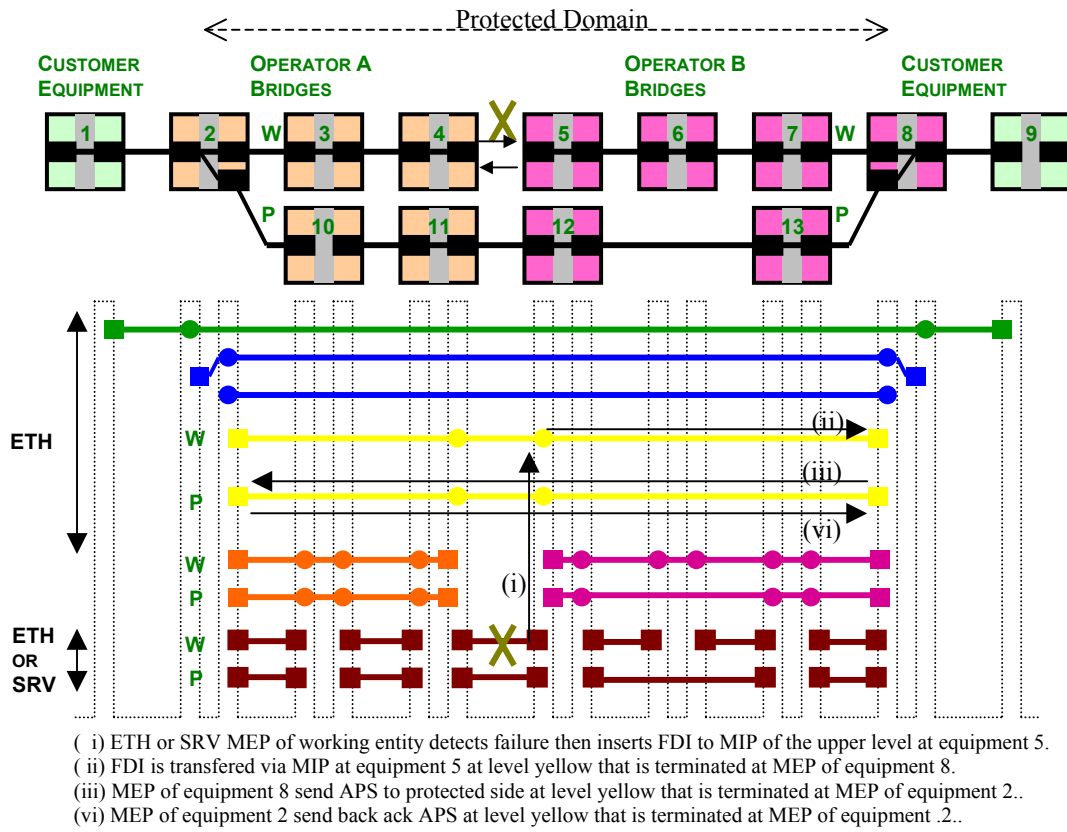 Protected Domain
CUSTOMER EQUIPMENT
OPERATOR A BRIDGES
OPERATOR B BRIDGES
CUSTOMER EQUIPMENT
1 2 W 3 4 5 6 7 W 8 9
P P
10 11 12 13
ETH
W (ii)
(iii)
P
(vi)
W
(i)
P
ETH OR SRV
W
P
( i) ETH or SRV MEP of working entity detects failure then inserts FDI to MIP of the upper level at equipment 5.
( ii) FDI is transfered via MIP at equipment 5 at level yellow that is terminated at MEP of equipment 8.
(iii) MEP of equipment 8 send APS to protected side at level yellow that is terminated at MEP of equipment 2..
(vi) MEP of equipment 2 send back ack APS at level yellow that is terminated at MEP of equipment .2..